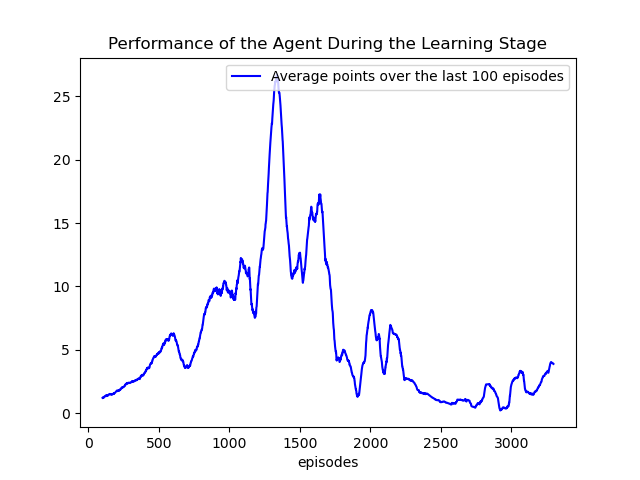 Performance of the Agent During the Learning Stage
Average points over the last 100 episodes
25
20
15
10
5
0
0 500 1000 1500 2000 2500 3000
episodes